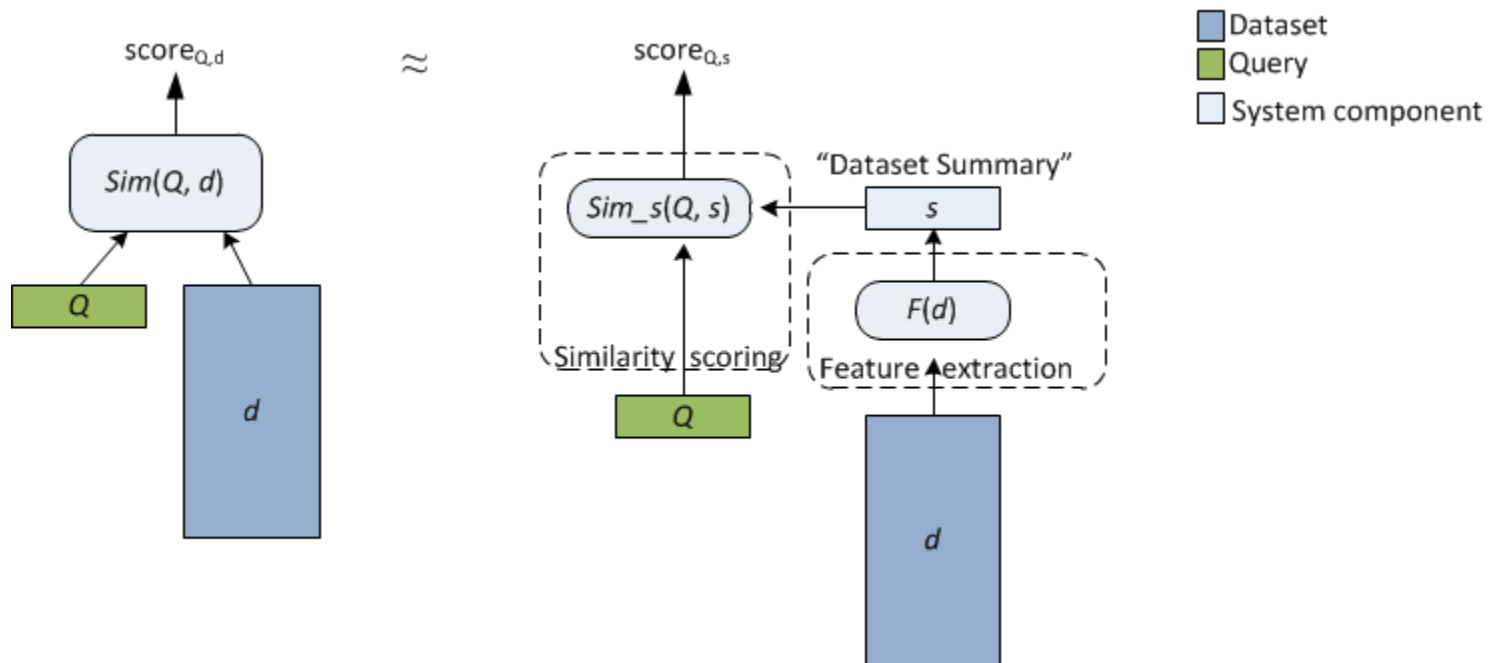 score_Q,d
≈
score_Q,s
Dataset
Query
System component
Sim(Q, d)
"Dataset Summary"
Sim_s(Q, s)
s
Q
F(d)
Similarity scoring
Feature extraction
d
Q
d